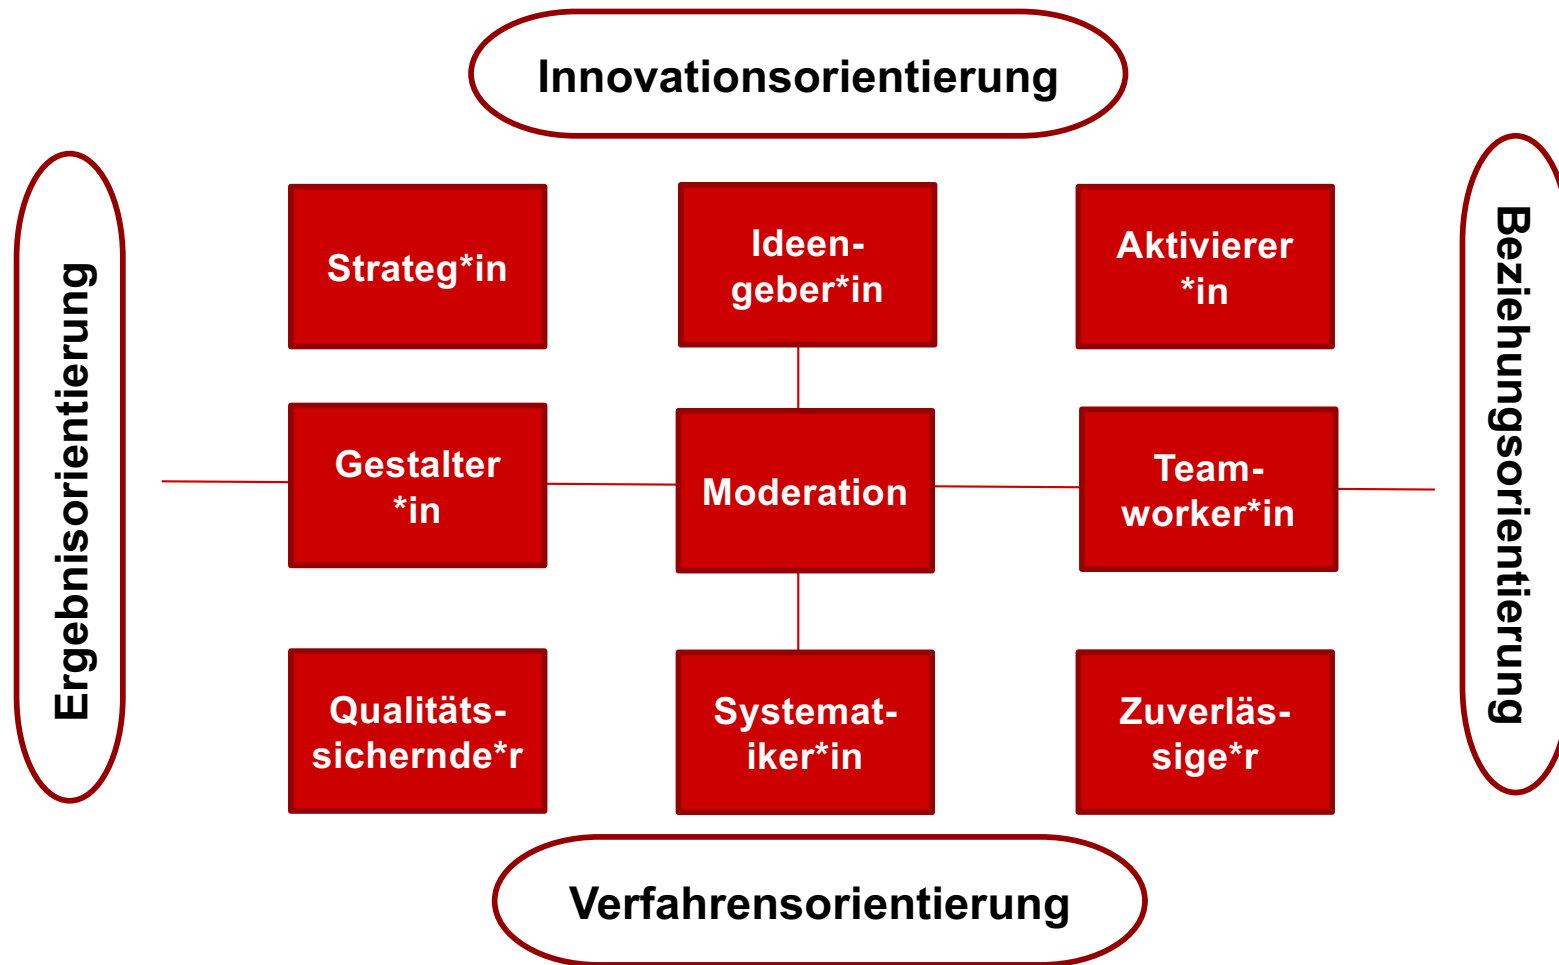 Innovationsorientierung
Ergebnisorientierung
Beziehungsorientierung
Strateg*in
Ideen-
geber*in
Aktivierer
*in
Gestalter
*in
Moderation
Team-
worker*in
Qualitäts-
sichernde*r
Systemat-
iker*in
Zuverläs-
sige*r
Verfahrensorientierung